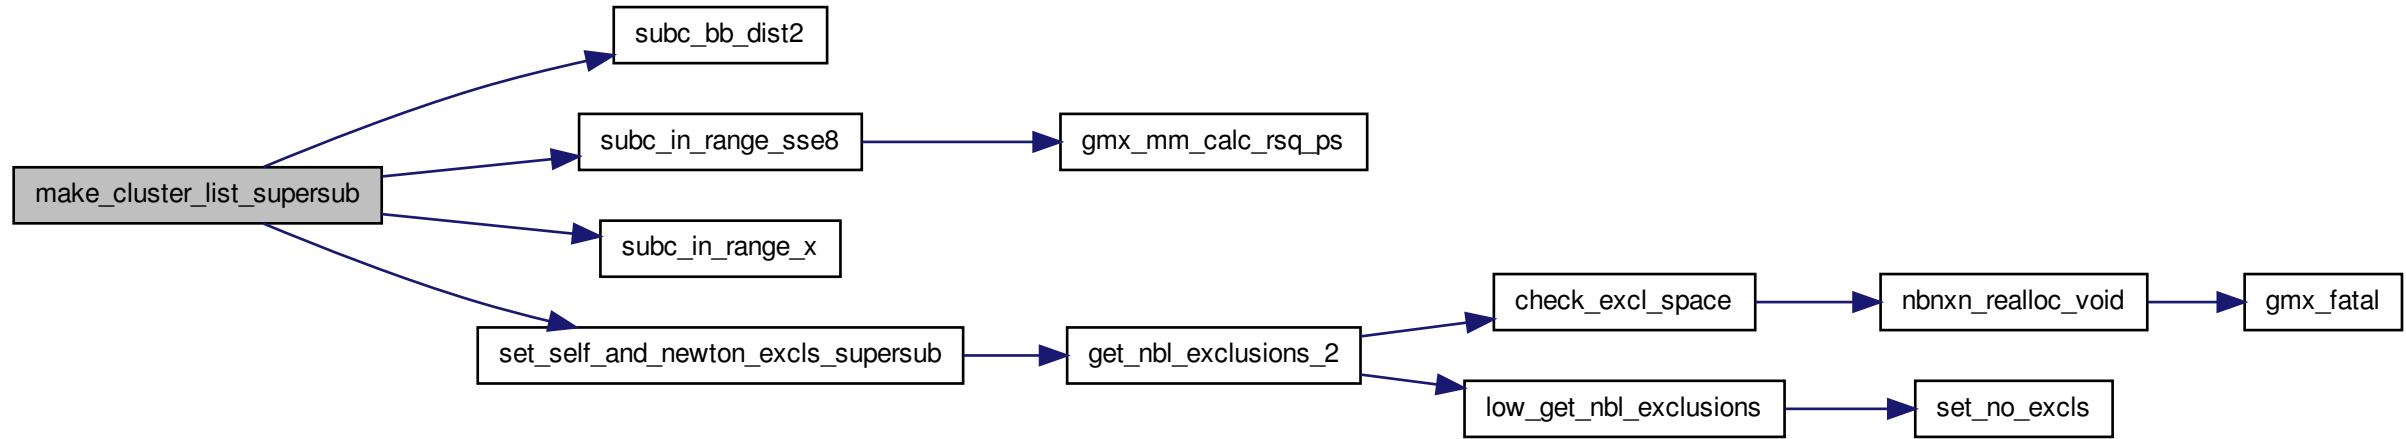 subc_bb_dist2
subc_in_range_sse8
gmx_mm_calc_rsq_ps
make_cluster_list_supersub
subc_in_range_x
check_excl_space
nbnxn_realloc_void
gmx_fatal
set_self_and_newton_excls_supersub
get_nbl_exclusions_2
low_get_nbl_exclusions
set_no_excls